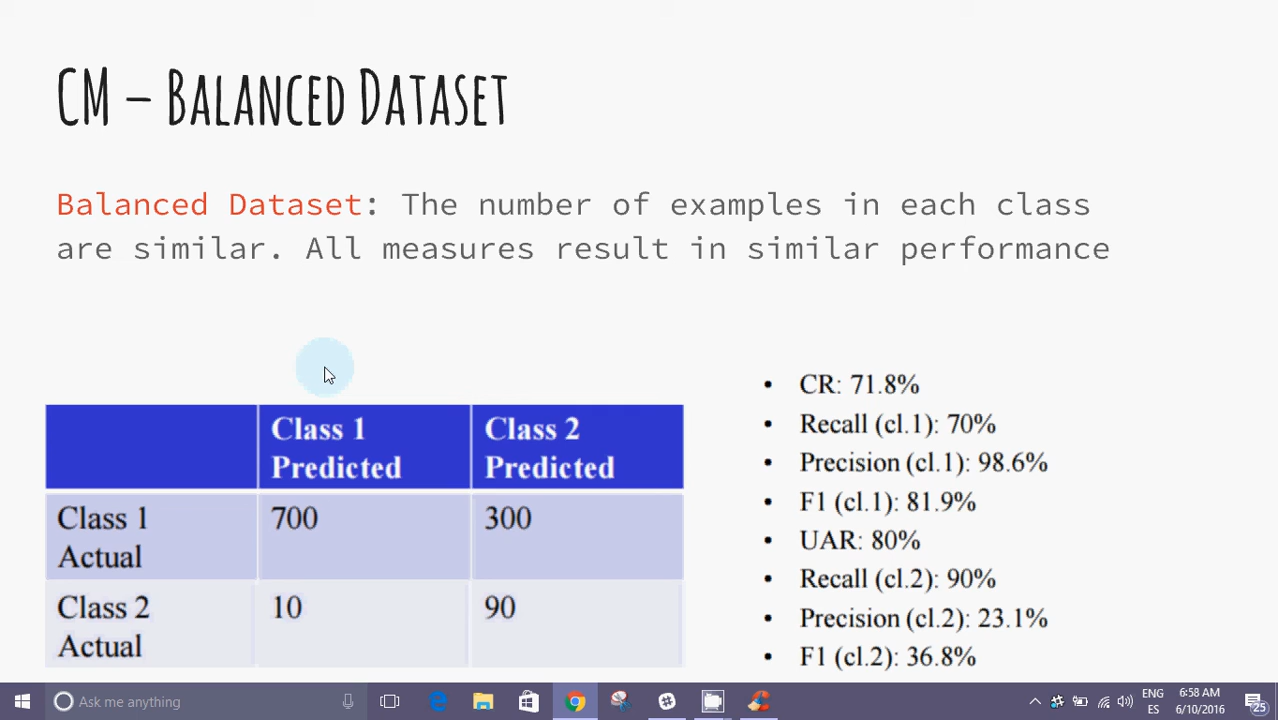 CM – BALANCED DATASET
Balanced Dataset: The number of examples in each class
are similar. All measures result in similar performance
Class 1
Predicted
Class 2
Predicted
Class 1
Actual
700
300
Class 2
Actual
10
90
• CR: 71.8%
• Recall (cl.1): 70%
• Precision (cl.1): 98.6%
• F1 (cl.1): 81.9%
• UAR: 80%
• Recall (cl.2): 90%
• Precision (cl.2): 23.1%
• F1 (cl.2): 36.8%
Ask me anything
ENG
ES
6:58 AM
6/10/2016
25